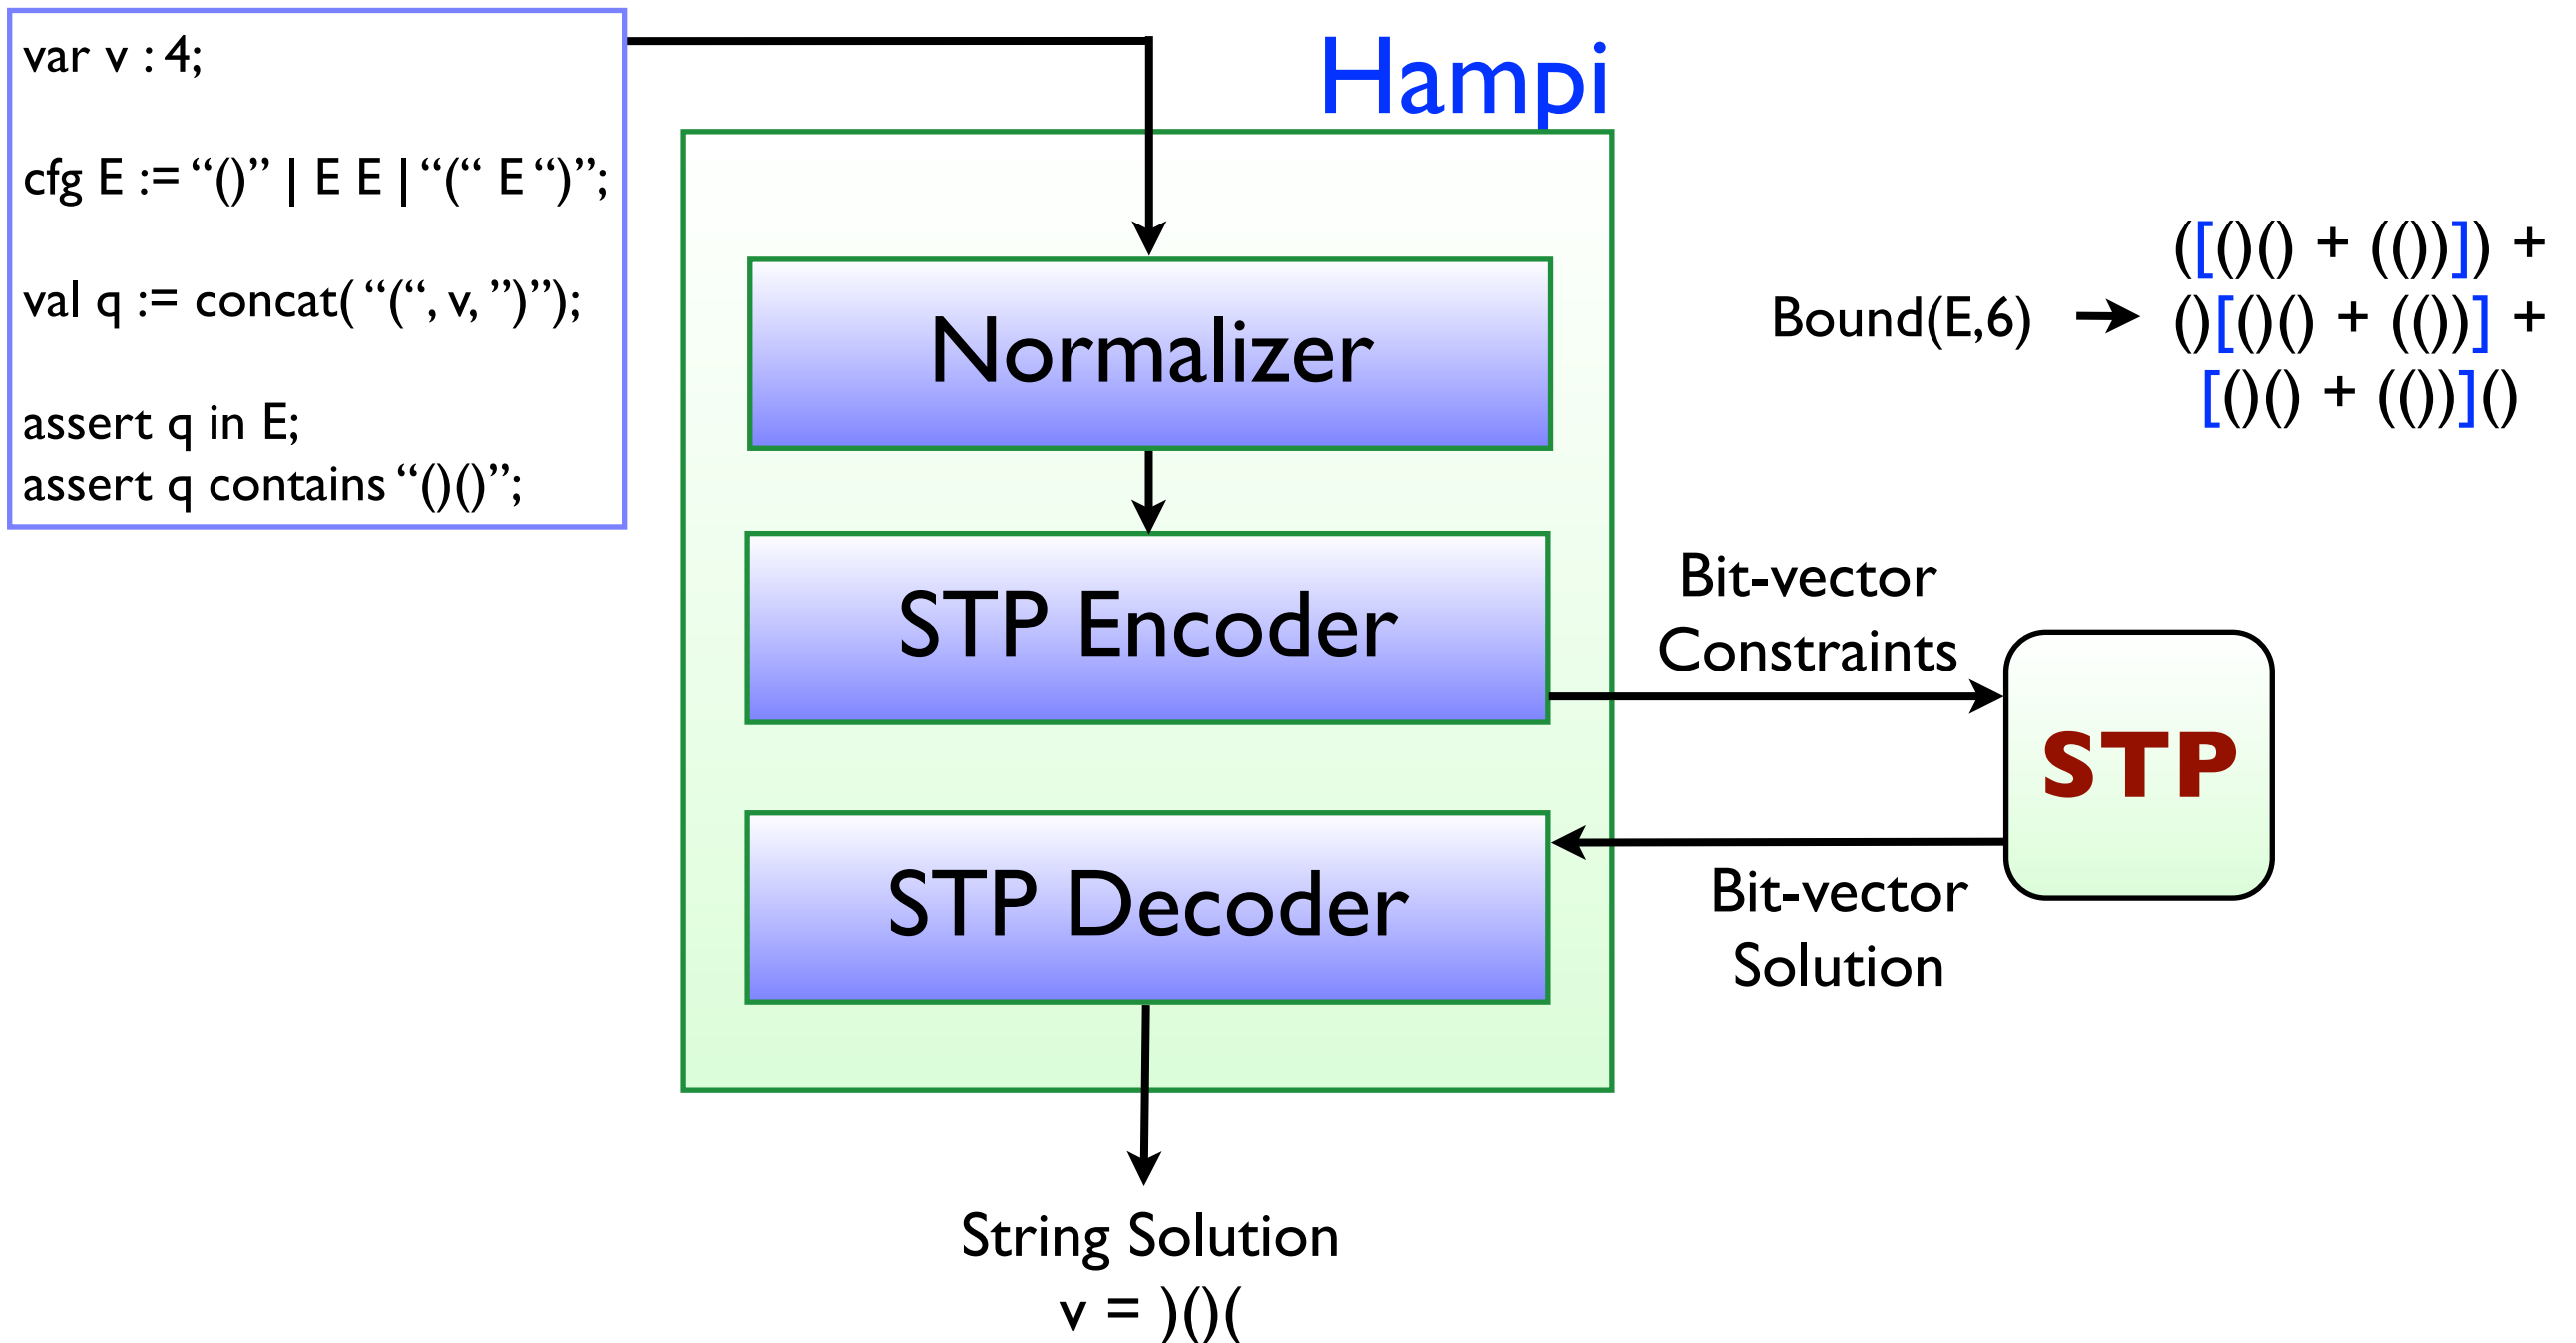 var v : 4;
cfg E := “()” | E E | “(“ E “)”;
val q := concat( “(“, v, ”)”);
assert q in E;
assert q contains “()()”;
Hampi
Normalizer
STP Encoder
STP Decoder
Bound(E,6)
([()() + (())]) +
()[()() + (())] +
[()() + (())]()
Bit-vector
Constraints
STP
Bit-vector
Solution
String Solution
v = )()(